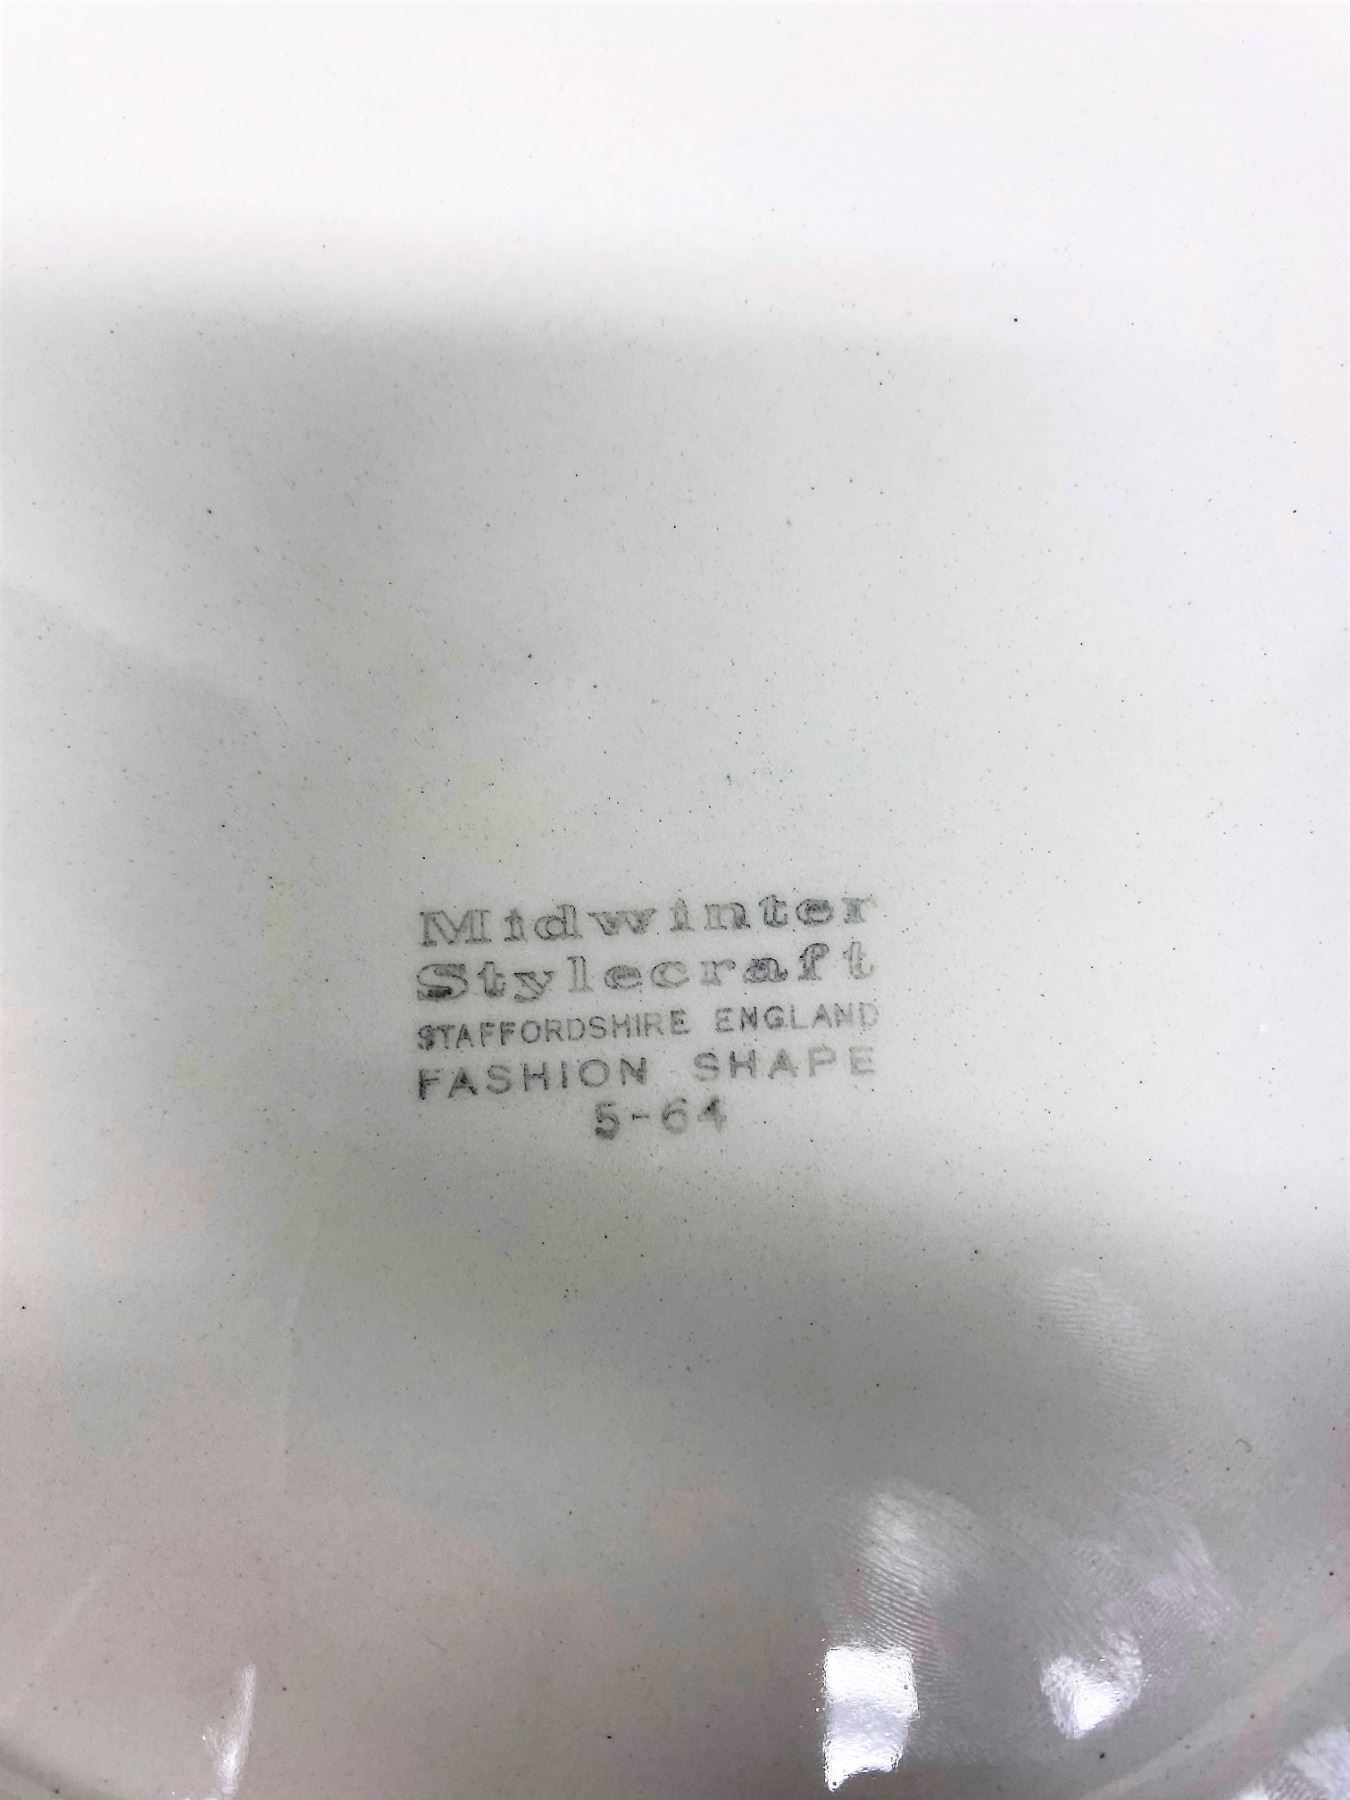 Midwinter
Stylecraft
STAFFORDSHIRE ENGLAND
FASHION SHAPE
5-64